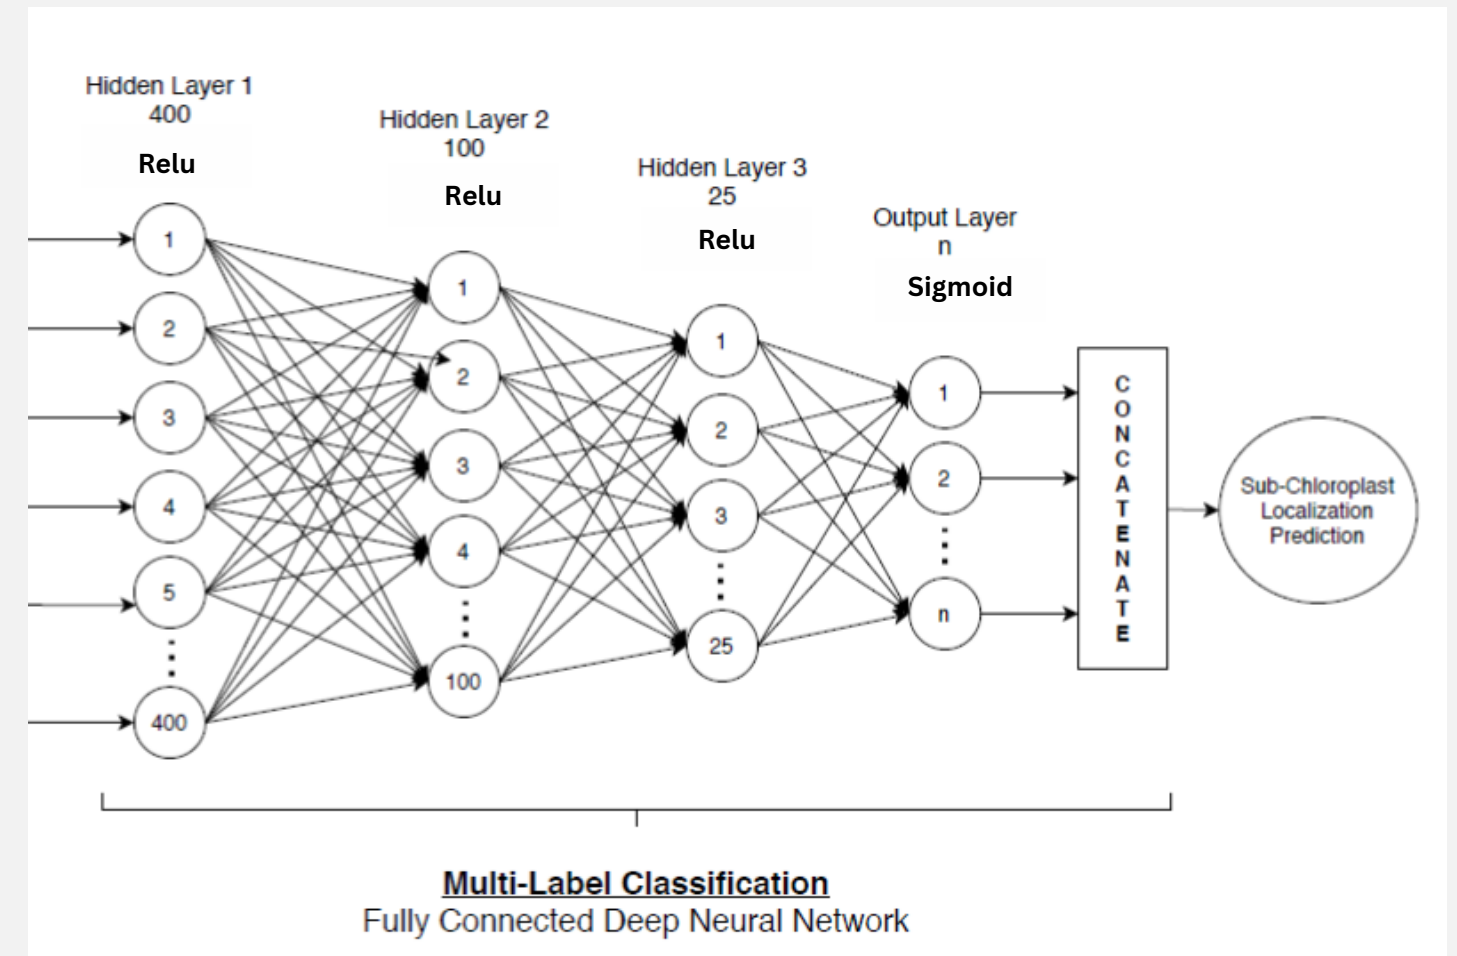 Hidden Layer 1
400
Relu
Hidden Layer 2
100
Relu
Hidden Layer 3
25
Relu
Output Layer
n
Sigmoid
1
2
3
4
5
400
1
2
3
4
100
1
2
3
25
1
2
n
C
O
N
C
A
T
E
N
A
T
E
Sub-Chloroplast
Localization
Prediction
Multi-Label Classification
Fully Connected Deep Neural Network